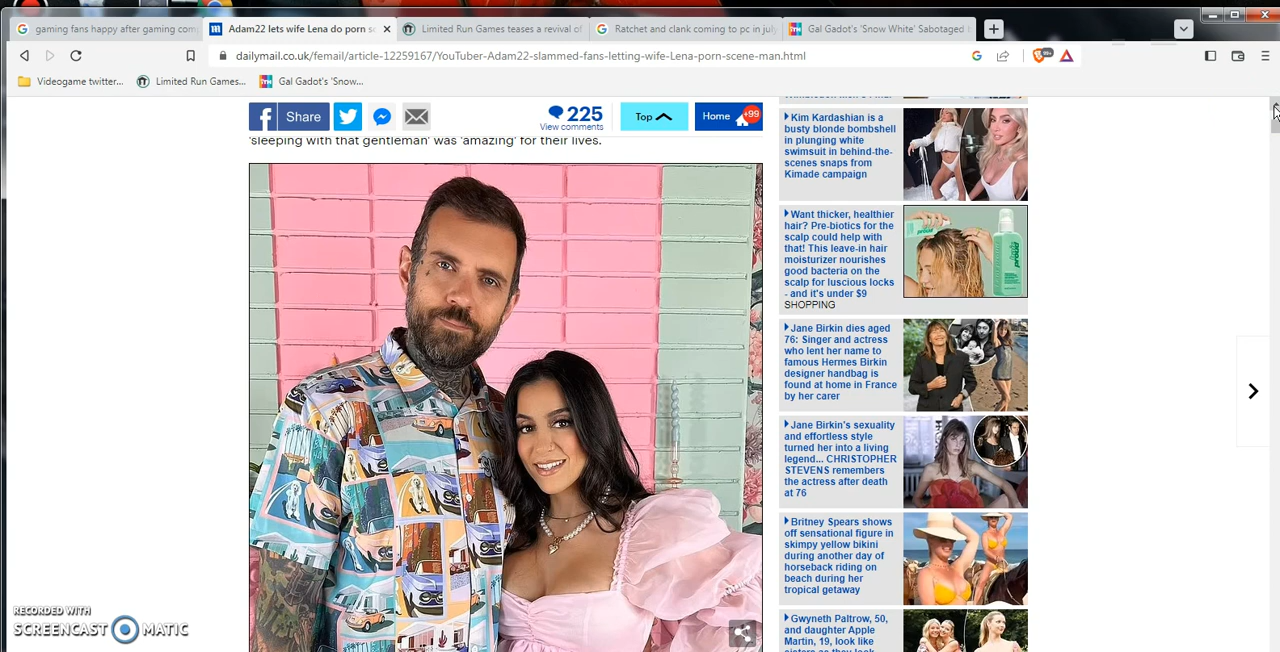 gaming fans happy after gaming com
Adam22 lets wife Lena do porn s
Limited Run Games teases a revival of
Ratchet and clank coming to pc in july
Gal Gadot's 'Snow White' Sabotaged
dailymail.co.uk/femail/article-12259167/YouTuber-Adam22-slammed-fans-letting-wife-Lena-porn-scene-man.html
99+
Videogame twitter...
Limited Run Games...
Gal Gadot's 'Snow...
Share
225
View comments
Top
Home
+99
'sleeping with that gentleman' was 'amazing' for their lives.
Kim Kardashian is a
busty blonde bombshell
in plunging white
swimsuit in behind-the-
scenes snaps from
Kimade campaign
Want thicker, healthier
hair? Pre-biotics for the
scalp could help with
that! This leave-in hair
moisturizer nourishes
good bacteria on the
scalp for luscious locks
- and it's under $9
SHOPPING
Jane Birkin dies aged
76: Singer and actress
who lent her name to
famous Hermes Birkin
designer handbag is
found at home in France
by her carer
Jane Birkin's sexuality
and effortless style
turned her into a living
legend... CHRISTOPHER
STEVENS remembers
the actress after death
at 76
Britney Spears shows
off sensational figure in
skimpy yellow bikini
during another day of
horseback riding on
beach during her
tropical getaway
Gwyneth Paltrow, 50,
and daughter Apple
Martin, 19, look like
RECORDED WITH
SCREENCAST MATIC